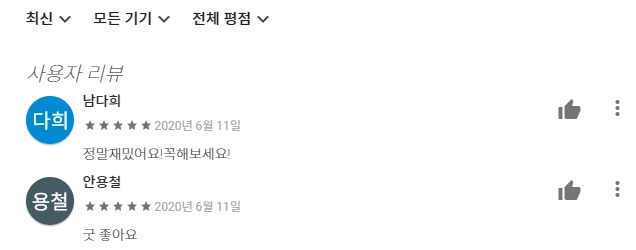 최신 모든 기기 전체 평점
사용자 리뷰
남다희
다희
2020년 6월 11일
정말재밌어요!꼭해보세요!
안용철
용철
2020년 6월 11일
굿 좋아요